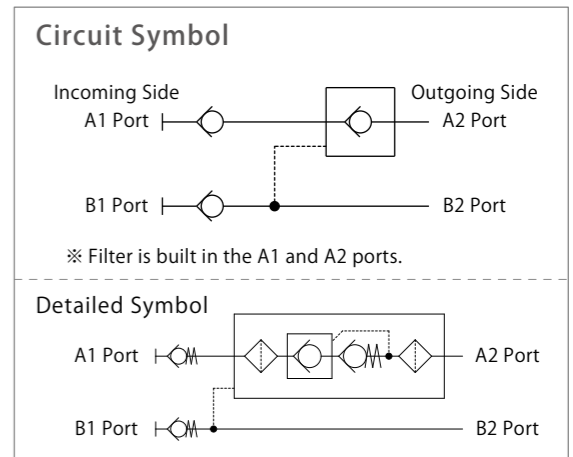 Circuit Symbol
Incoming Side Outgoing Side
A1 Port A2 Port
B1 Port B2 Port
※ Filter is built in the A1 and A2 ports.
Detailed Symbol
A1 Port A2 Port
B1 Port B2 Port